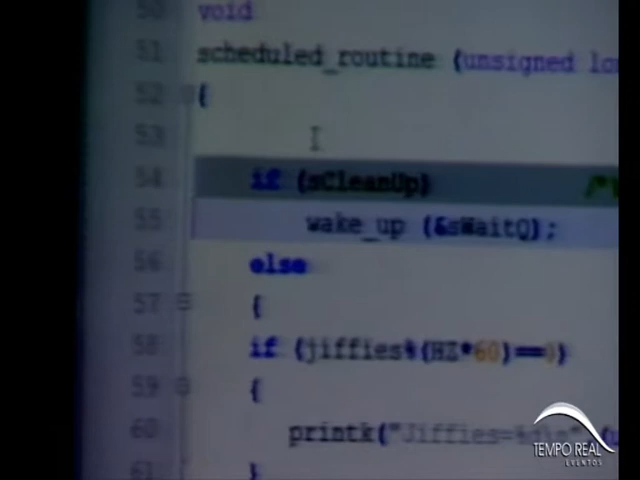 50 void
51 scheduled_routine (unsigned
52 {
53
54 if (sCleanUp) /*
55 wake_up (&sWaitQ);
56 else
57 {
58 if (jiffies%(HZ*60)==0)
59 {
60 printk("Jiffies=
61 }
TEMPO REAL
EVENTOS